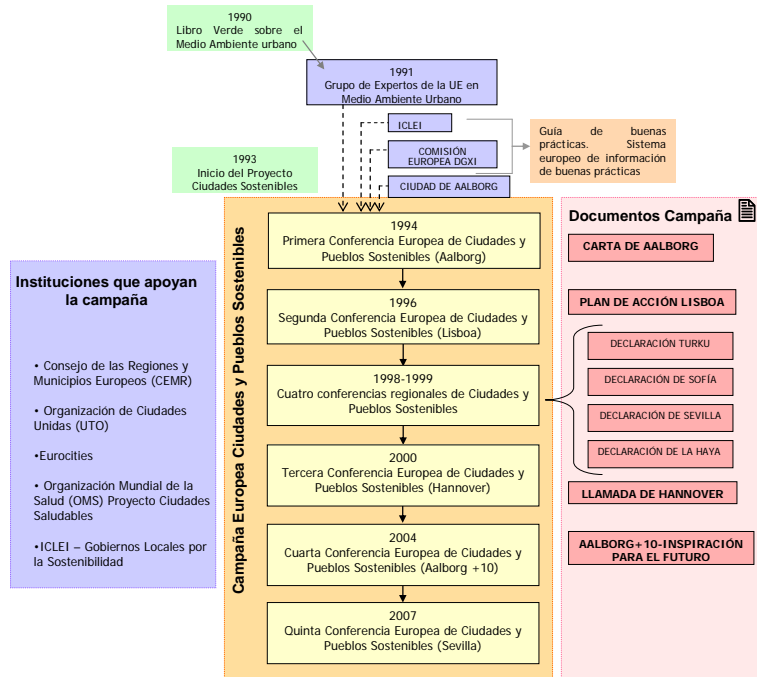 1990
Libro Verde sobre el
Medio Ambiente urbano
1991
Grupo de Expertos de la UE en
Medio Ambiente Urbano
ICLEI
COMISIÓN
EUROPEA DGXI
CIUDAD DE AALBORG
Guía de buenas
prácticas. Sistema
europeo de información
de buenas prácticas
1993
Inicio del Proyecto
Ciudades Sostenibles
Instituciones que apoyan
la campaña
• Consejo de las Regiones y
Municipios Europeos (CEMR)
• Organización de Ciudades
Unidas (UTO)
•Eurocities
• Organización Mundial de la
Salud (OMS) Proyecto Ciudades
Saludables
•ICLEI – Gobiernos Locales por
la Sostenibilidad
Campaña Europea Ciudades y Pueblos Sostenibles
1994
Primera Conferencia Europea de Ciudades y
Pueblos Sostenibles (Aalborg)
1996
Segunda Conferencia Europea de Ciudades y
Pueblos Sostenibles (Lisboa)
1998-1999
Cuatro conferencias regionales de Ciudades y
Pueblos Sostenibles
2000
Tercera Conferencia Europea de Ciudades y
Pueblos Sostenibles (Hannover)
2004
Cuarta Conferencia Europea de Ciudades y
Pueblos Sostenibles (Aalborg +10)
2007
Quinta Conferencia Europea de Ciudades y
Pueblos Sostenibles (Sevilla)
Documentos Campaña
CARTA DE AALBORG
PLAN DE ACCIÓN LISBOA
DECLARACIÓN TURKU
DECLARACIÓN DE SOFÍA
DECLARACIÓN DE SEVILLA
DECLARACIÓN DE LA HAYA
LLAMADA DE HANNOVER
AALBORG+10-INSPIRACIÓN
PARA EL FUTURO